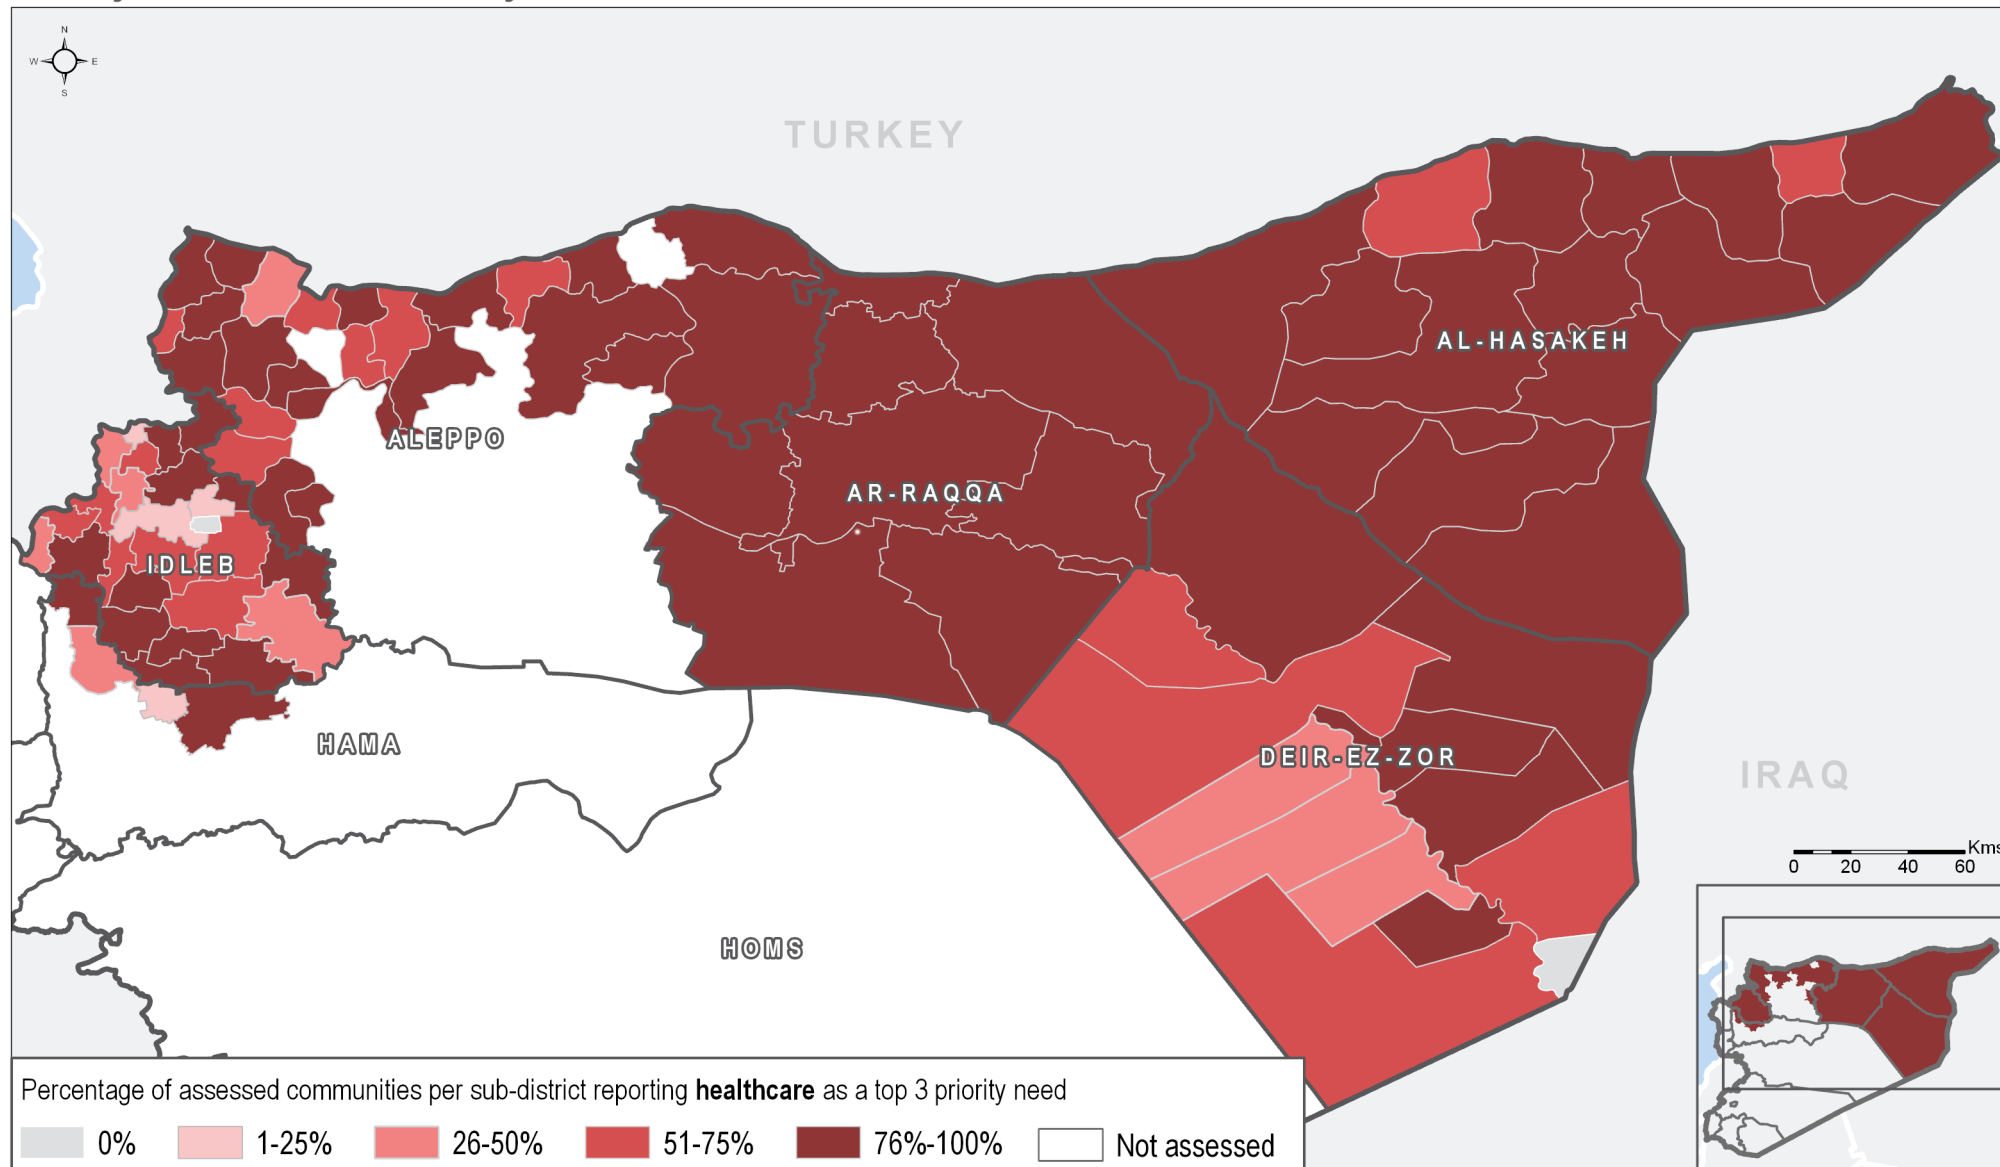 N
W E
S
TURKEY
AL-HASAKEH
ALEPPO
AR-RAQQA
IDLEB
HAMA
DEIR-EZ-ZOR
IRAQ
HOMS
Kms
0 20 40 60
Percentage of assessed communities per sub-district reporting healthcare as a top 3 priority need
0% 1-25% 26-50% 51-75% 76%-100% Not assessed